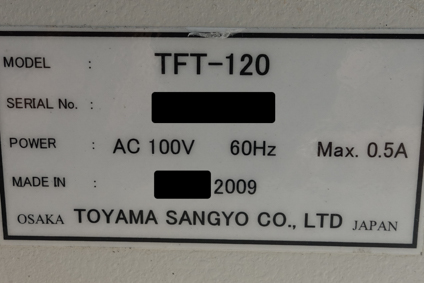 MODEL : TFT-120
SERIAL No. :
POWER : AC 100V 60Hz Max. 0.5A
MADE IN : 2009
OSAKA TOYAMA SANGYO CO., LTD JAPAN